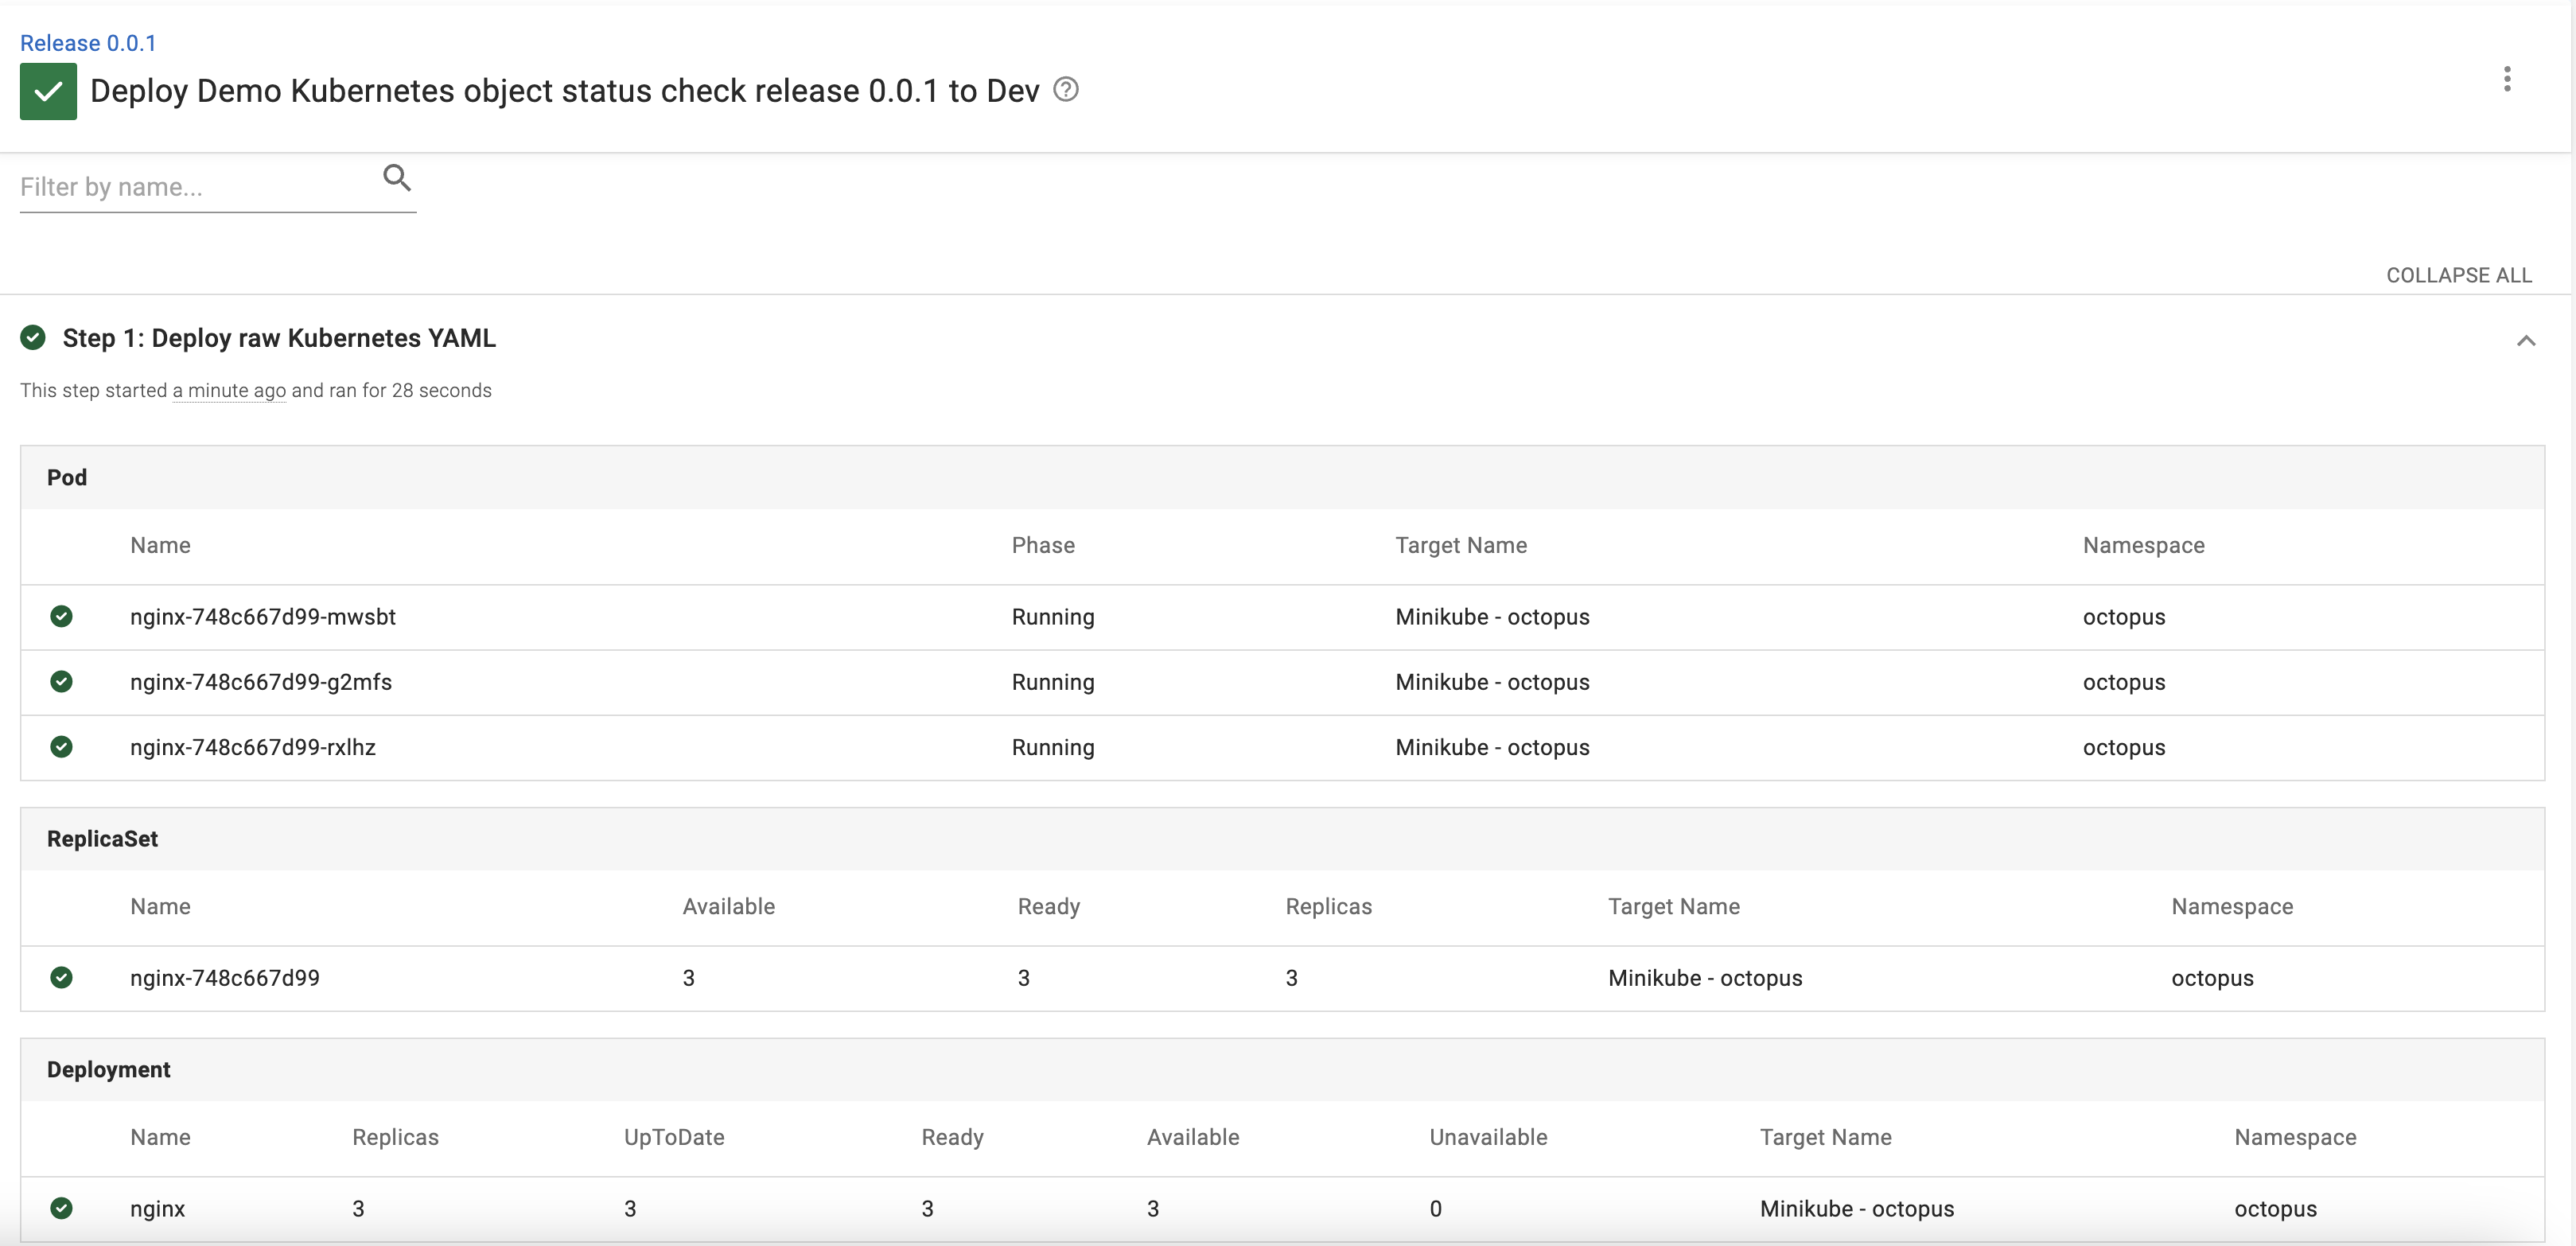 Release 0.0.1
Deploy Demo Kubernetes object status check release 0.0.1 to Dev
Filter by name...
COLLAPSE ALL
Step 1: Deploy raw Kubernetes YAML
This step started a minute ago and ran for 28 seconds
Pod
Name Phase Target Name Namespace
nginx-748c667d99-mwsbt Running Minikube - octopus octopus
nginx-748c667d99-g2mfs Running Minikube - octopus octopus
nginx-748c667d99-rxlhz Running Minikube - octopus octopus
ReplicaSet
Name Available Ready Replicas Target Name Namespace
nginx-748c667d99 3 3 3 Minikube - octopus octopus
Deployment
Name Replicas UpToDate Ready Available Unavailable Target Name Namespace
nginx 3 3 3 3 0 Minikube - octopus octopus